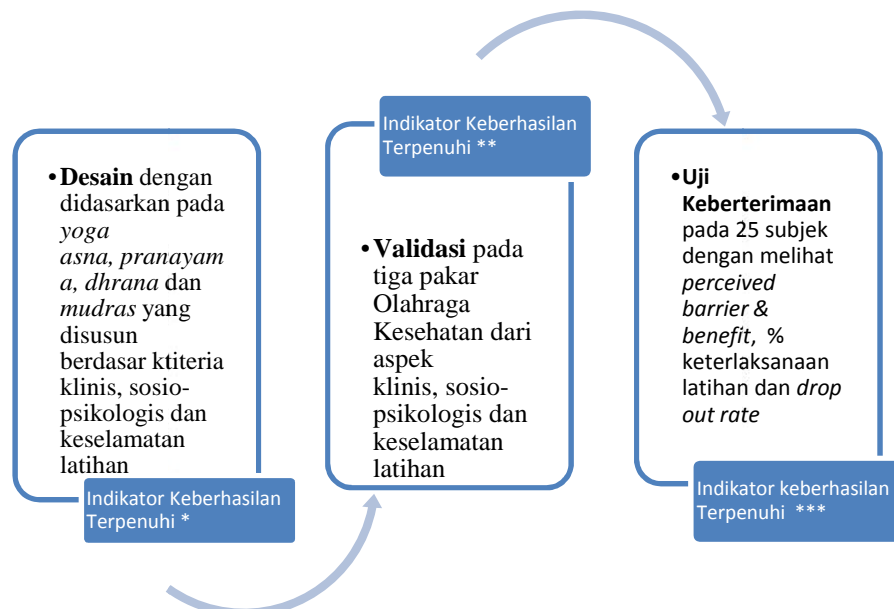 •Desain dengan
didasarkan pada
yoga
asna, pranayam
a, dhrana dan
mudras yang
disusun
berdasar ktiteria
klinis, sosio-
psikologis dan
keselamatan
latihan
Indikator Keberhasilan
Terpenuhi *
Indikator Keberhasilan
Terpenuhi **
•Validasi pada
tiga pakar
Olahraga
Kesehatan dari
aspek
klinis, sosio-
psikologis dan
keselamatan
latihan
•Uji
Keberterimaan
pada 25 subjek
dengan melihat
perceived
barrier &
benefit, %
keterlaksanaan
latihan dan drop
out rate
Indikator keberhasilan
Terpenuhi ***